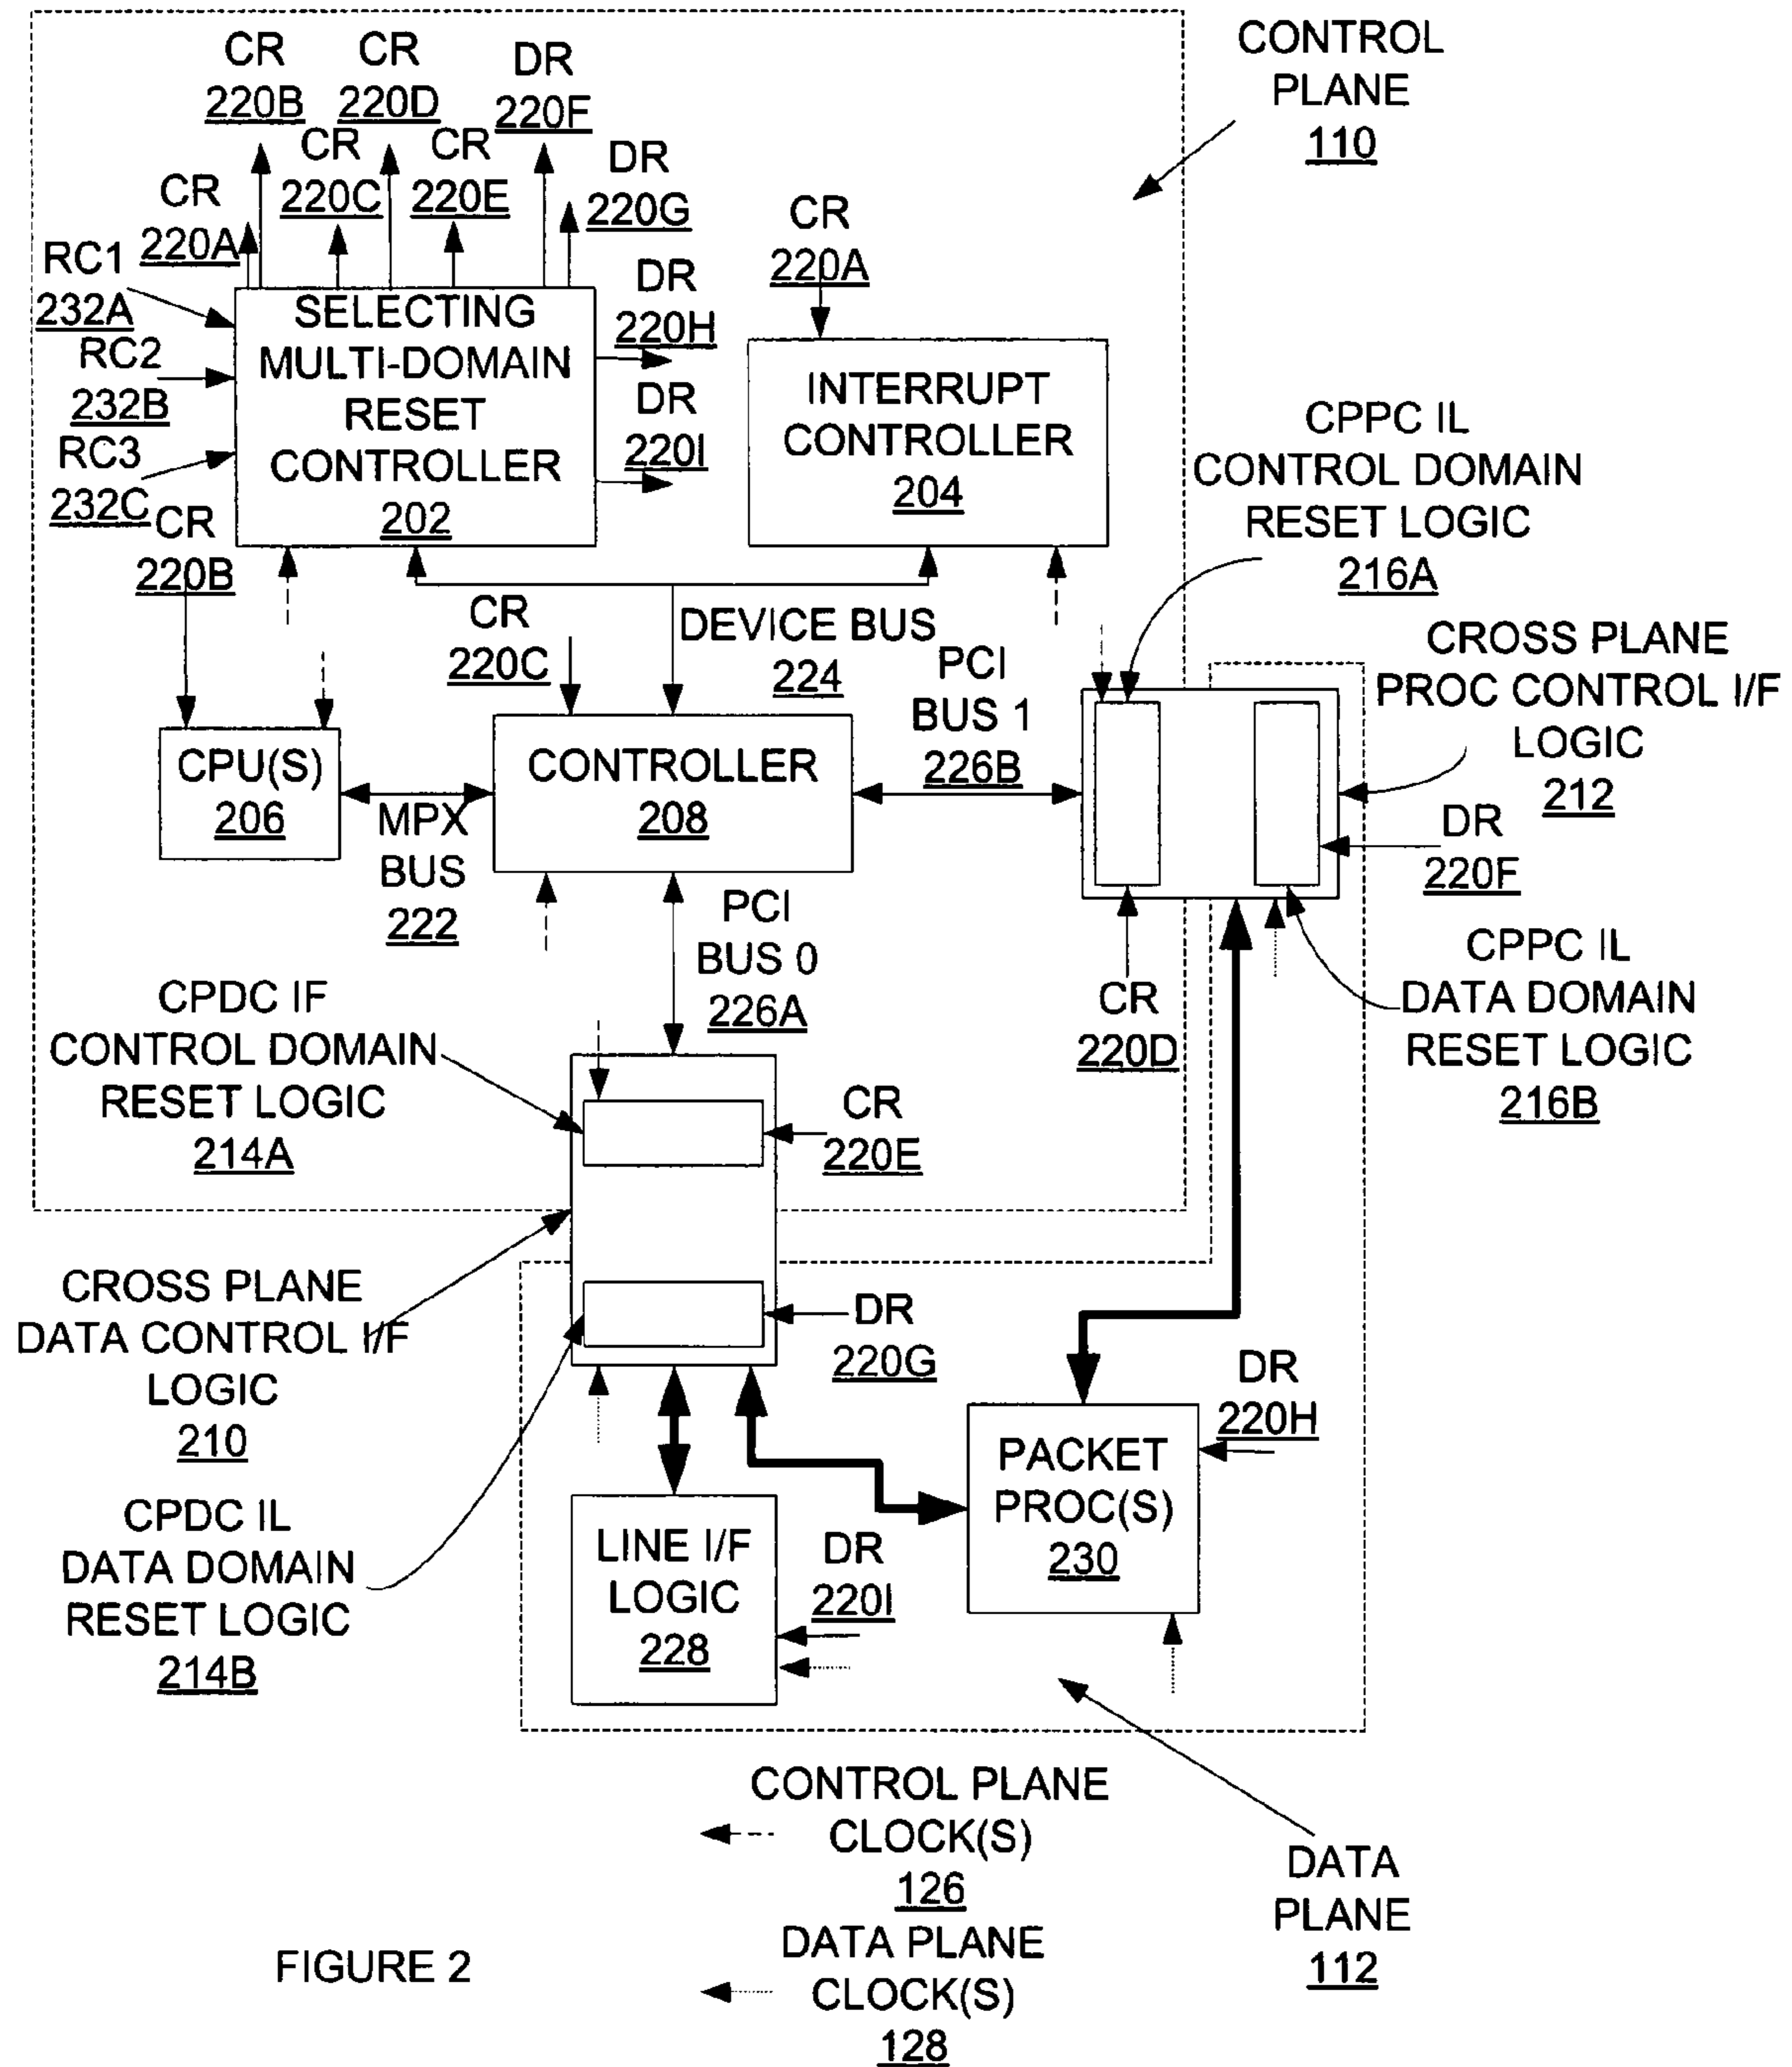 CONTROL
PLANE
110
CR
220B
CR
220D
DR
220F
CR
220C
CR
220E
DR
220G
CR
220A
CR
220A
RC1
232A
DR
220H
RC2
232B
DR
220I
RC3
232C
SELECTING
MULTI-DOMAIN
RESET
CONTROLLER
202
INTERRUPT
CONTROLLER
204
CPPC IL
CONTROL DOMAIN
RESET LOGIC
216A
CR
220B
CR
220C
DEVICE BUS
224
PCI
BUS 1
226B
CROSS PLANE
PROC CONTROL I/F
LOGIC
212
CPU(S)
206
MPX
BUS
222
CONTROLLER
208
DR
220F
PCI
BUS 0
226A
CPPC IL
DATA DOMAIN
RESET LOGIC
216B
CR
220D
CPDC IF
CONTROL DOMAIN
RESET LOGIC
214A
CR
220E
CROSS PLANE
DATA CONTROL I/F
LOGIC
210
DR
220G
DR
220H
CPDC IL
DATA DOMAIN
RESET LOGIC
214B
LINE I/F
LOGIC
228
DR
220I
PACKET
PROC(S)
230
CONTROL PLANE
CLOCK(S)
126
DATA PLANE
CLOCK(S)
128
DATA
PLANE
112
FIGURE 2